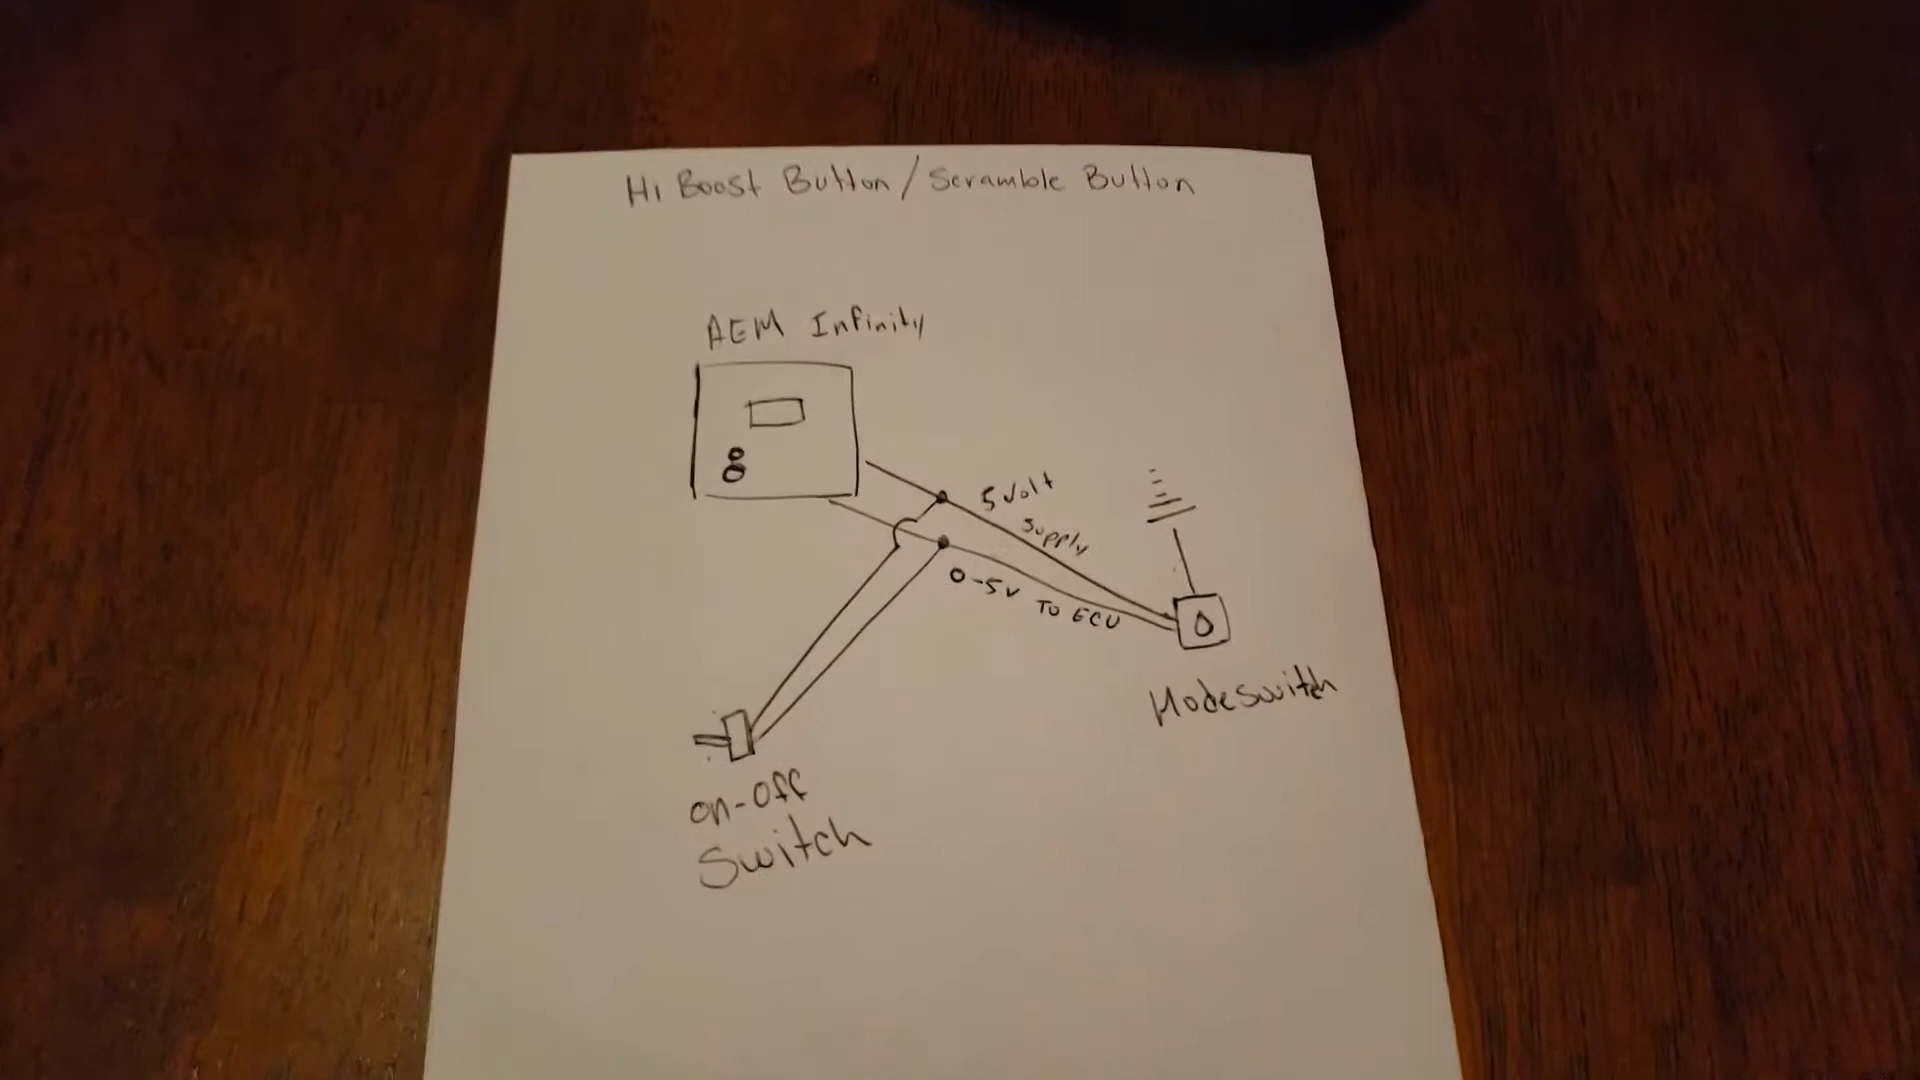 Hi Boost Button/Scramble Button
AEM Infinity
5 volt
supply
0-5v To ECU
Modeswitch
on-off
Switch